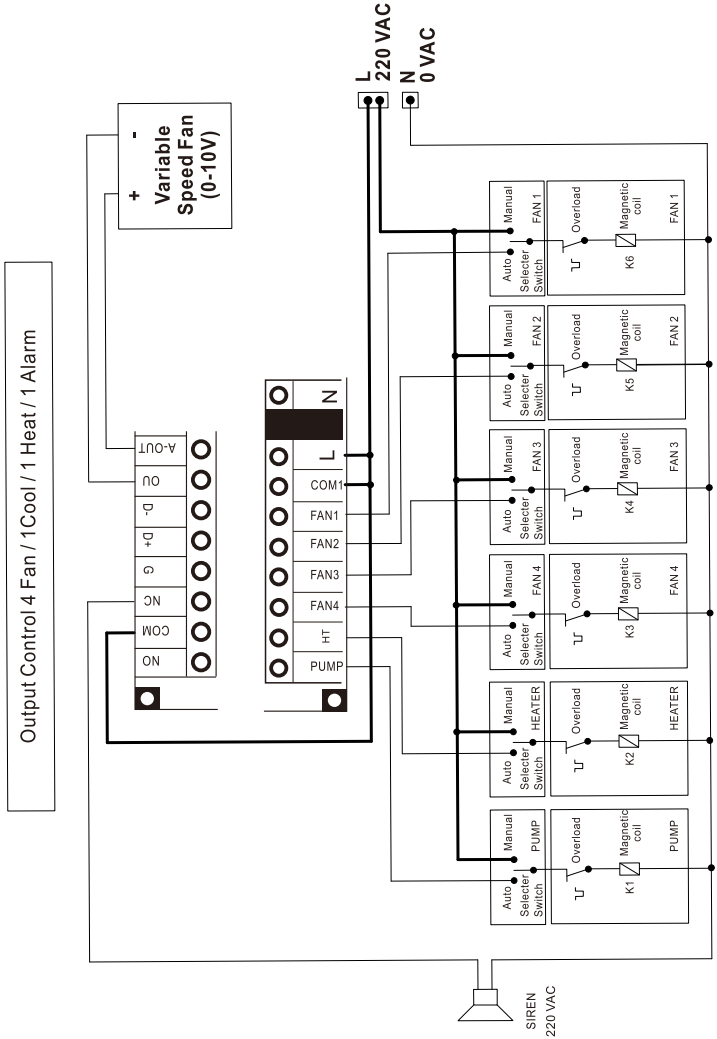 Output Control 4 Fan / 1Cool / 1 Heat / 1 Alarm
+ -
Variable
Speed Fan
(0-10V)
L
220 VAC
N
0 VAC
NO
COM
NC
G
D+
D-
OU
A-OUT
PUMP
HT
FAN4
FAN3
FAN2
FAN1
COM1
L
N
Auto
Manual
Selecter
Switch
PUMP
Overload
K1
Magnetic
coil
PUMP
Auto
Manual
Selecter
Switch
HEATER
Overload
K2
Magnetic
coil
HEATER
Auto
Manual
Selecter
Switch
FAN 4
Overload
K3
Magnetic
coil
FAN 4
Auto
Manual
Selecter
Switch
FAN 3
Overload
K4
Magnetic
coil
FAN 3
Auto
Manual
Selecter
Switch
FAN 2
Overload
K5
Magnetic
coil
FAN 2
Auto
Manual
Selecter
Switch
FAN 1
Overload
K6
Magnetic
coil
FAN 1
SIREN
220 VAC